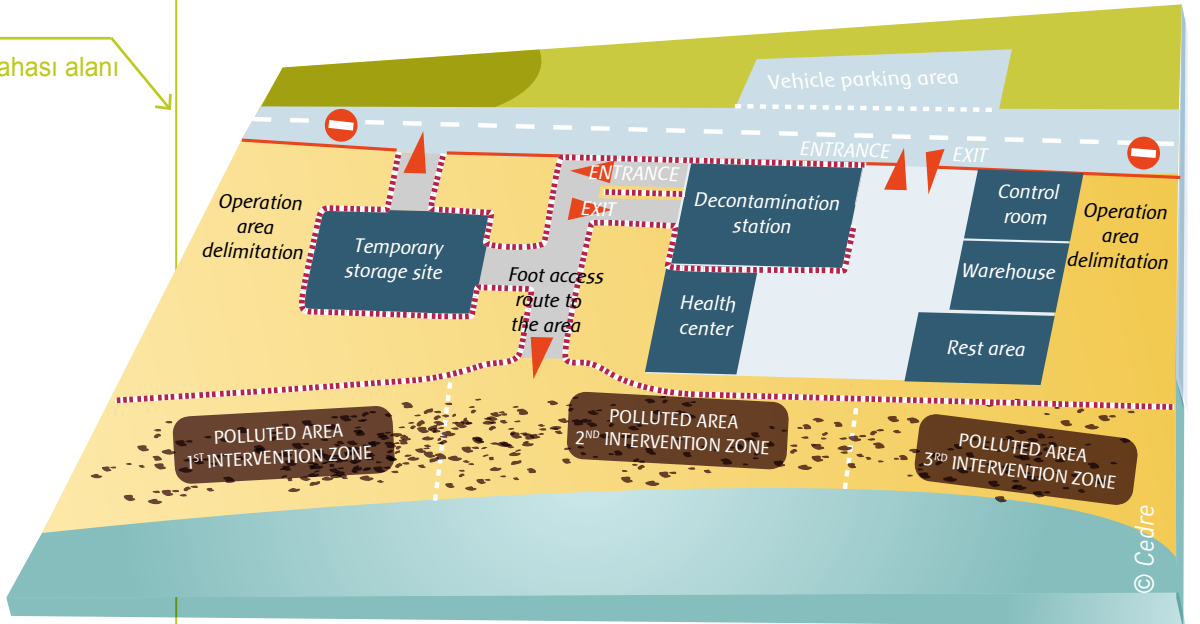 ahası alanı
Vehicle parking area
ENTRANCE
EXIT
ENTRANCE
EXIT
Operation
area
delimitation
Temporary
storage site
Decontamination
station
Control
room
Operation
area
delimitation
Warehouse
Foot access
route to
the area
Health
center
Rest area
POLLUTED AREA
1ST INTERVENTION ZONE
POLLUTED AREA
2ND INTERVENTION ZONE
POLLUTED AREA
3RD INTERVENTION ZONE
© Cedre